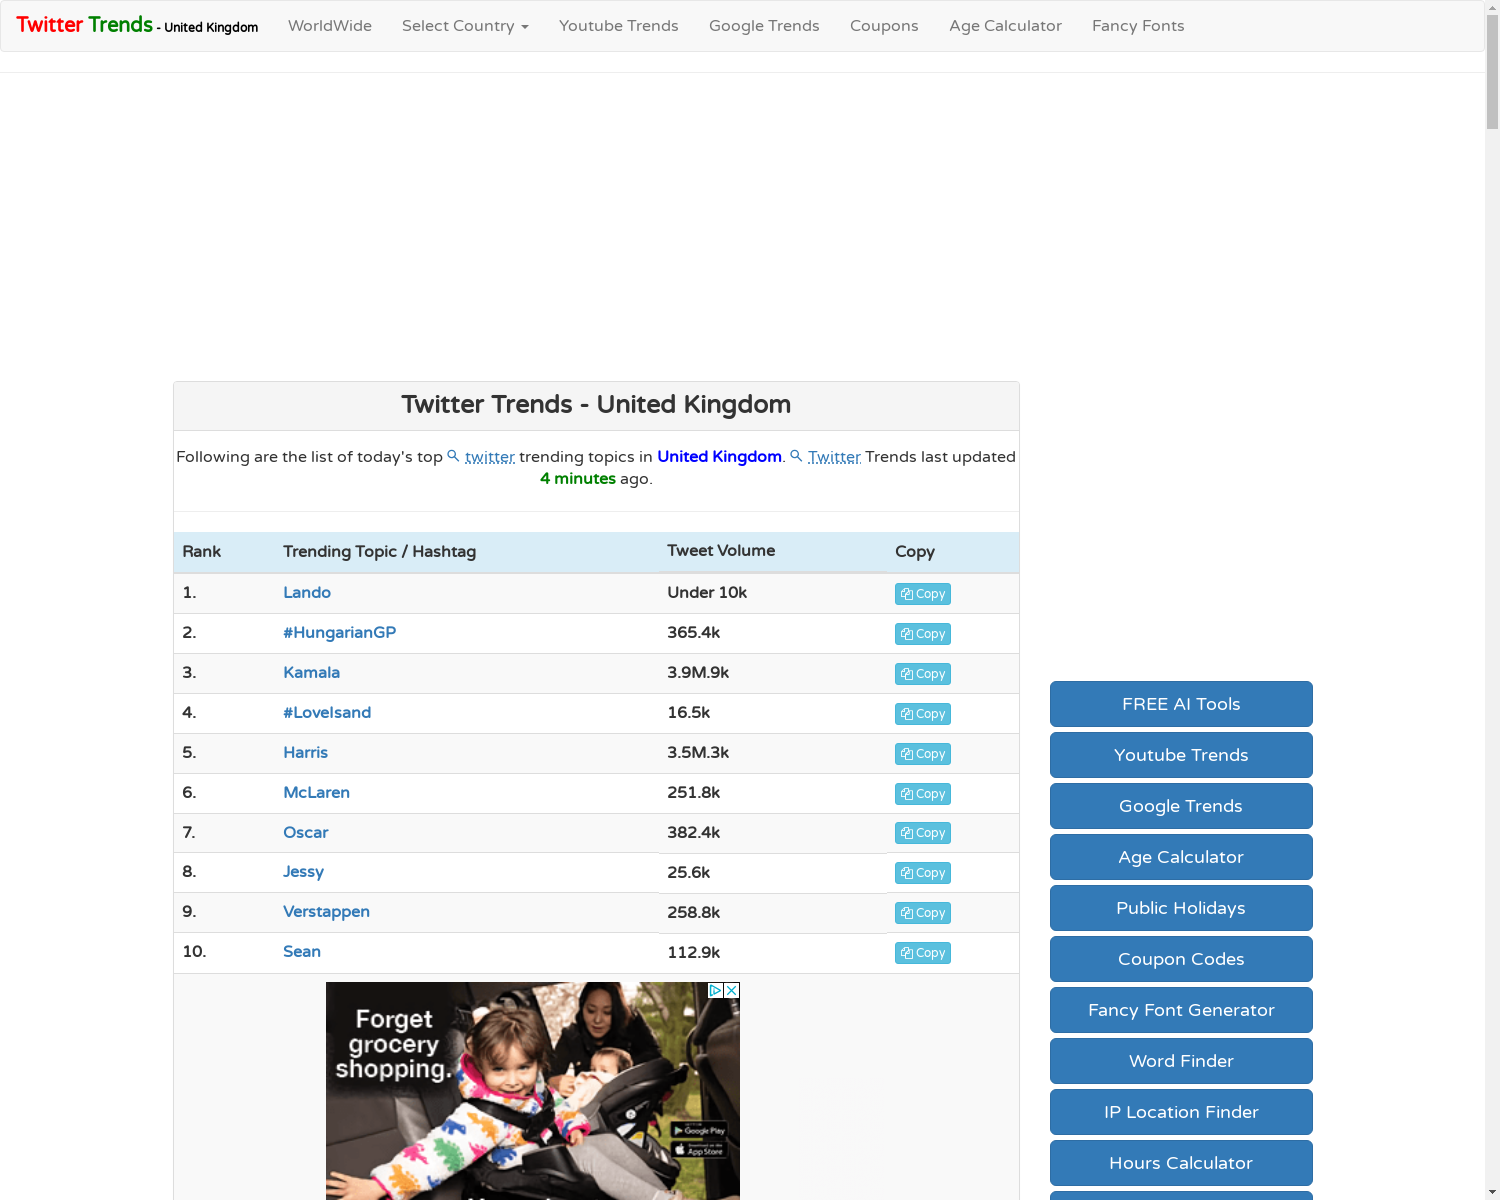 Twitter Trends - United Kingdom WorldWide Select Country Youtube Trends Google Trends Coupons Age Calculator Fancy Fonts
Twitter Trends - United Kingdom
Following are the list of today's top twitter trending topics in United Kingdom. Twitter Trends last updated
4 minutes ago.
Rank Trending Topic / Hashtag Tweet Volume Copy
1. Lando Under 10k Copy
2. #HungarianGP 365.4k Copy
3. Kamala 3.9M.9k Copy
4. #LoveIsand 16.5k Copy
5. Harris 3.5M.3k Copy
6. McLaren 251.8k Copy
7. Oscar 382.4k Copy
8. Jessy 25.6k Copy
9. Verstappen 258.8k Copy
10. Sean 112.9k Copy
Forget
grocery
shopping.
Google Play
App Store
FREE AI Tools
Youtube Trends
Google Trends
Age Calculator
Public Holidays
Coupon Codes
Fancy Font Generator
Word Finder
IP Location Finder
Hours Calculator